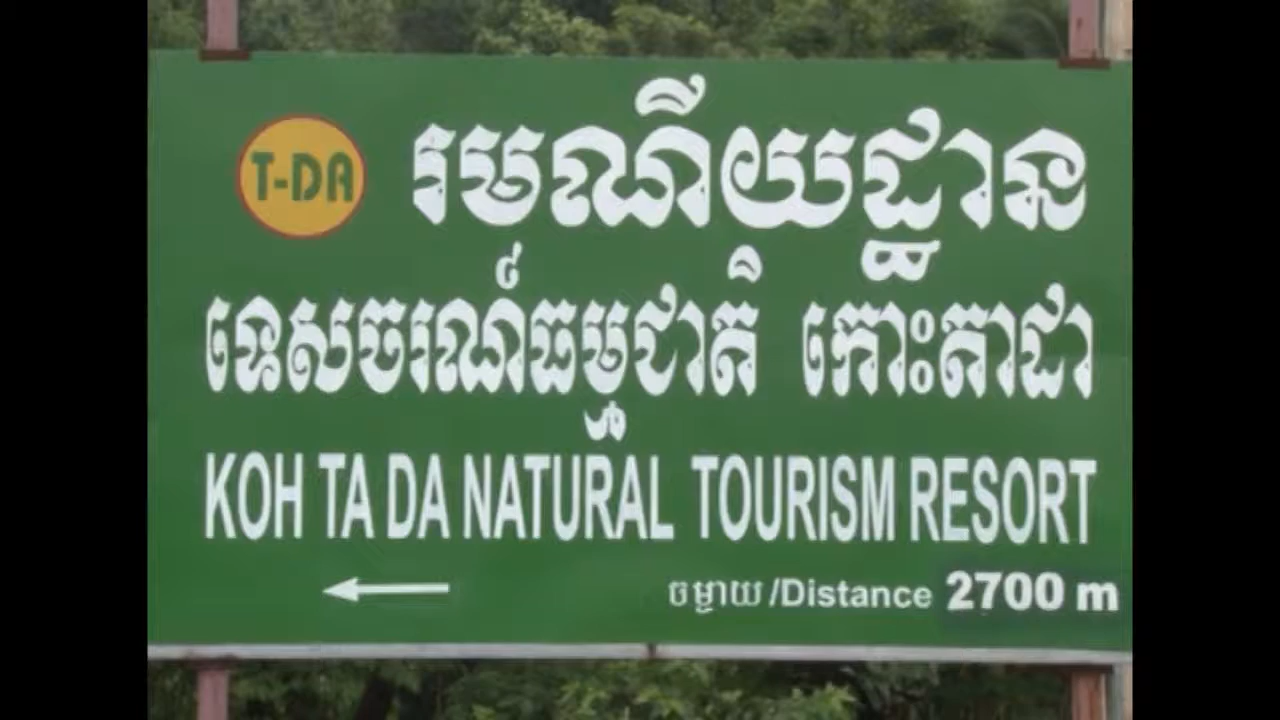 T-DA
រមណីយដ្ឋាន
ទេសចរណ៍ធម្មជាតិ កោះតាដា
KOH TA DA NATURAL TOURISM RESORT
ចម្ងាយ /Distance 2700 m